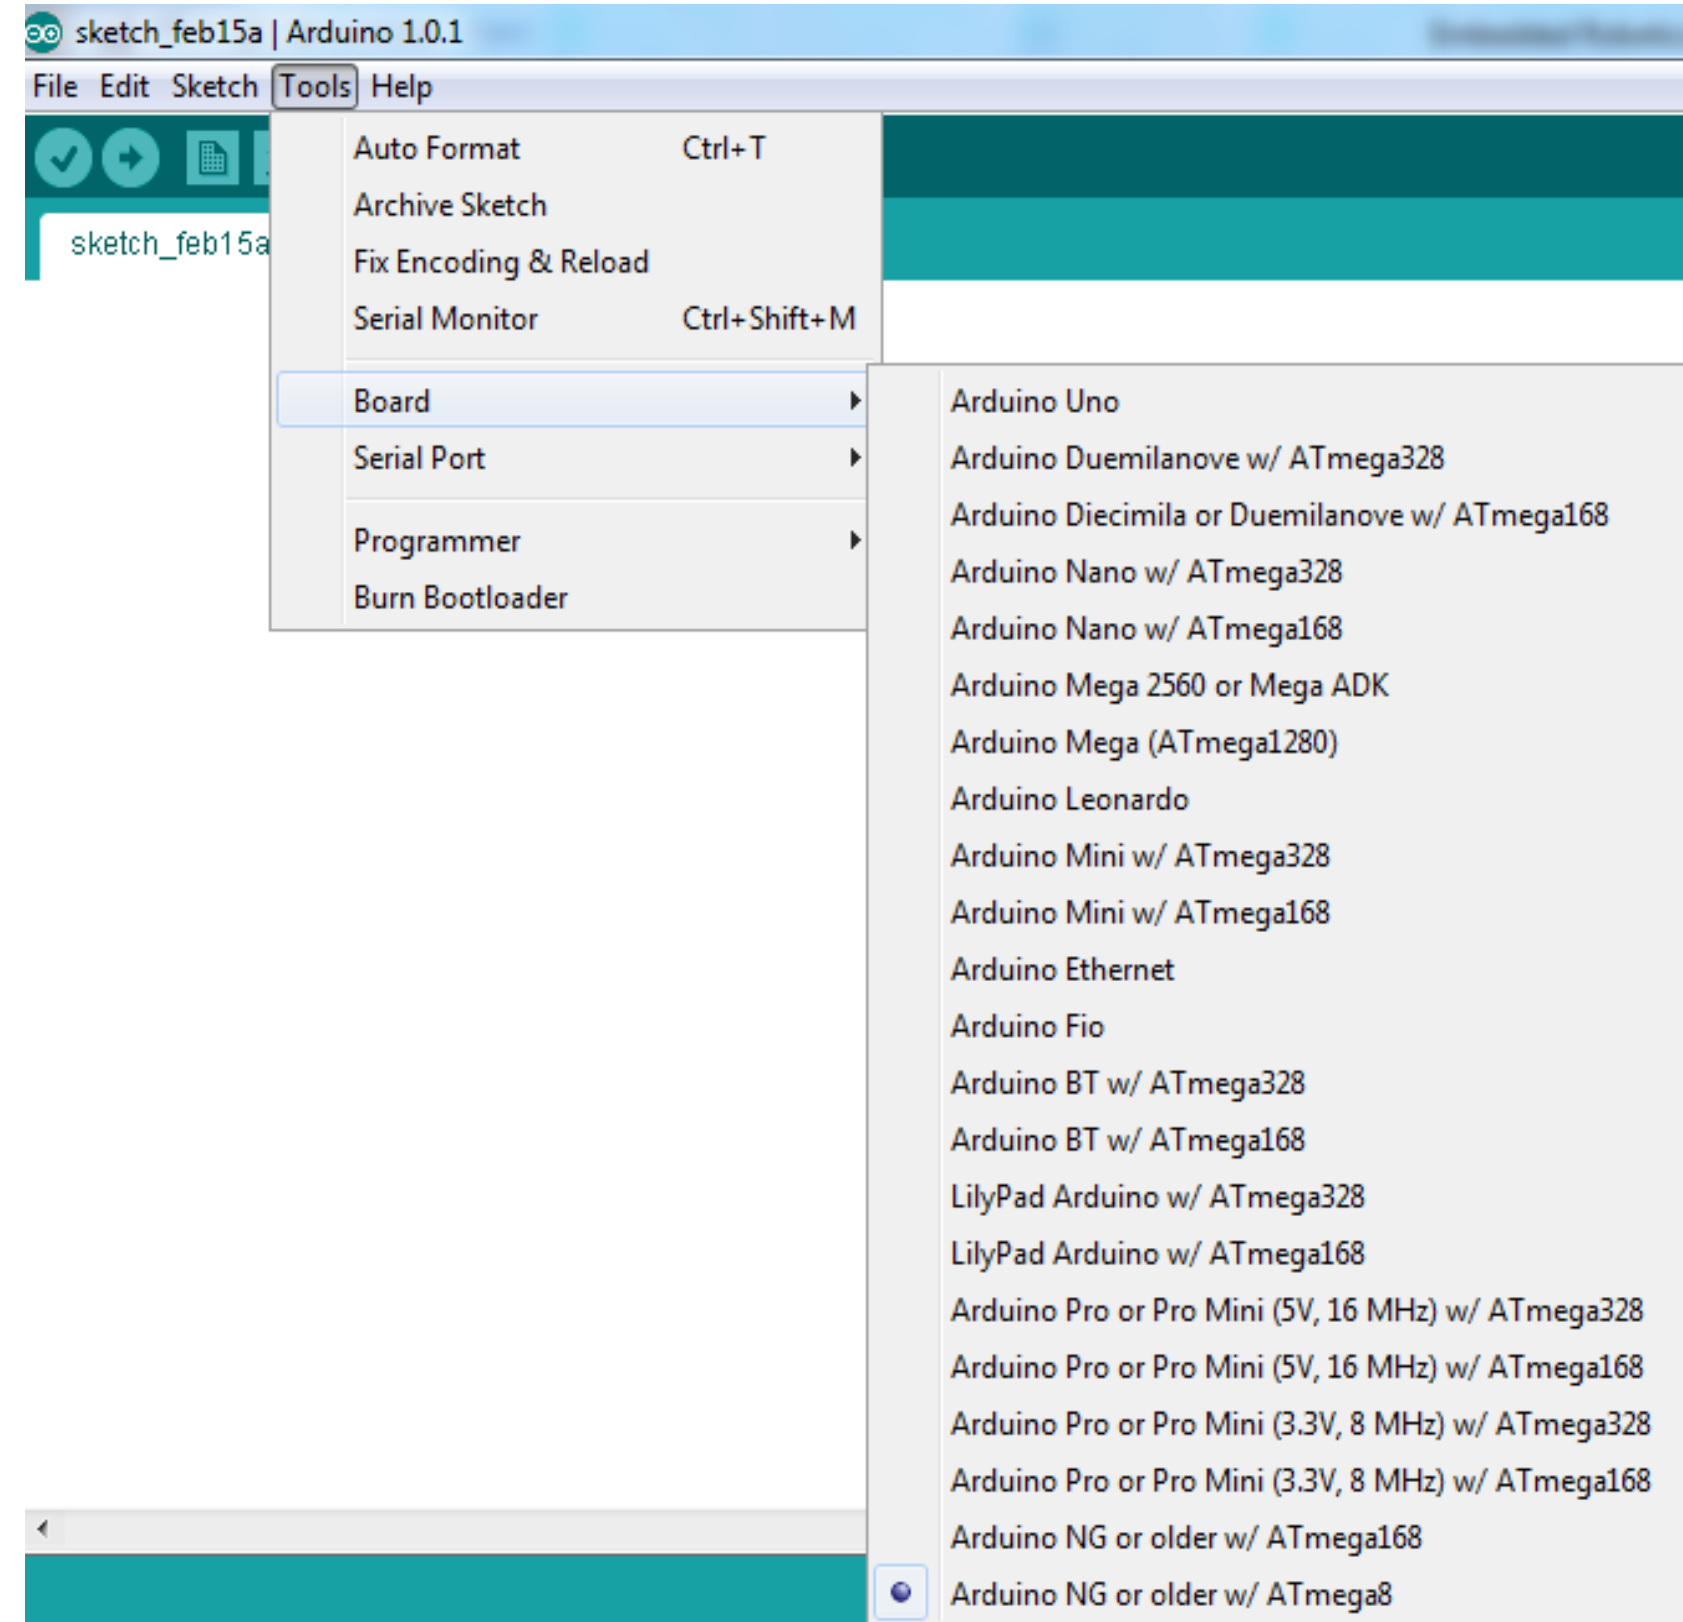 sketch_feb15a | Arduino 1.0.1
File Edit Sketch Tools Help
sketch_feb15a
Auto Format Ctrl+T
Archive Sketch
Fix Encoding & Reload
Serial Monitor Ctrl+Shift+M
Board
Serial Port
Programmer
Burn Bootloader
Arduino Uno
Arduino Duemilanove w/ ATmega328
Arduino Diecimila or Duemilanove w/ ATmega168
Arduino Nano w/ ATmega328
Arduino Nano w/ ATmega168
Arduino Mega 2560 or Mega ADK
Arduino Mega (ATmega1280)
Arduino Leonardo
Arduino Mini w/ ATmega328
Arduino Mini w/ ATmega168
Arduino Ethernet
Arduino Fio
Arduino BT w/ ATmega328
Arduino BT w/ ATmega168
LilyPad Arduino w/ ATmega328
LilyPad Arduino w/ ATmega168
Arduino Pro or Pro Mini (5V, 16 MHz) w/ ATmega328
Arduino Pro or Pro Mini (5V, 16 MHz) w/ ATmega168
Arduino Pro or Pro Mini (3.3V, 8 MHz) w/ ATmega328
Arduino Pro or Pro Mini (3.3V, 8 MHz) w/ ATmega168
Arduino NG or older w/ ATmega168
Arduino NG or older w/ ATmega8